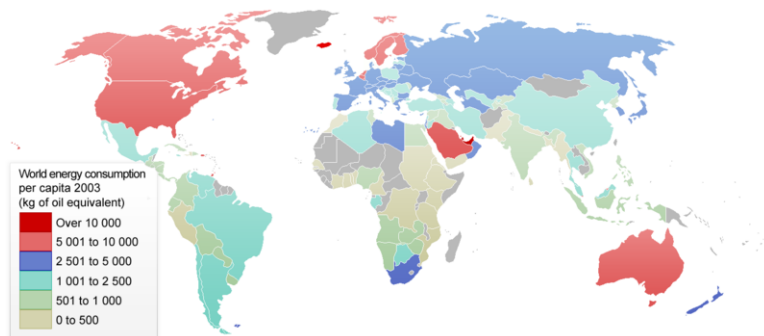 World energy consumption
per capita 2003
(kg of oil equivalent)
Over 10 000
5 001 to 10 000
2 501 to 5 000
1 001 to 2 500
501 to 1 000
0 to 500